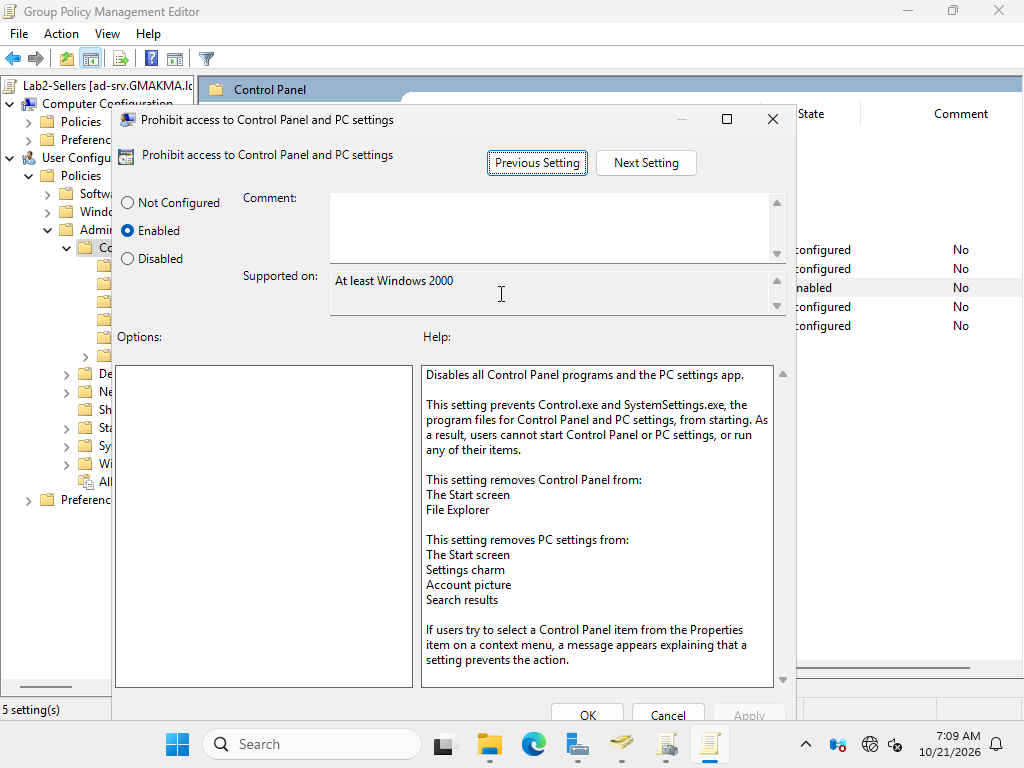 Group Policy Management Editor
File Action View Help
Lab2-Sellers [ad-srv.GMAKMA.lo
Computer Configuration
Policies
Preferenc
User Configu
Policies
Softwa
Windo
Admin
Co
De
Ne
Sh
Sta
Sy
Wi
All
Preferenc
Control Panel
State Comment
configured No
configured No
nabled No
configured No
configured No
Prohibit access to Control Panel and PC settings
Prohibit access to Control Panel and PC settings
Previous Setting Next Setting
Not Configured
Enabled
Disabled
Comment:
Supported on:
At least Windows 2000
Options:
Help:
Disables all Control Panel programs and the PC settings app.
This setting prevents Control.exe and SystemSettings.exe, the
program files for Control Panel and PC settings, from starting. As
a result, users cannot start Control Panel or PC settings, or run
any of their items.
This setting removes Control Panel from:
The Start screen
File Explorer
This setting removes PC settings from:
The Start screen
Settings charm
Account picture
Search results
If users try to select a Control Panel item from the Properties
item on a context menu, a message appears explaining that a
setting prevents the action.
OK Cancel Apply
5 setting(s)
Search
7:09 AM
10/21/2026